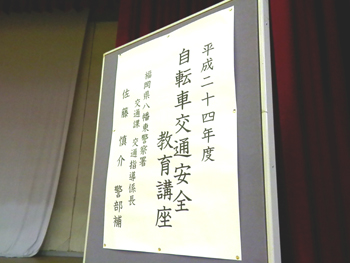 平成二十四年度
自転車交通安全
教育講座
福岡県八幡東警察署
交通課 交通指導係長
佐藤 慎介 警部補